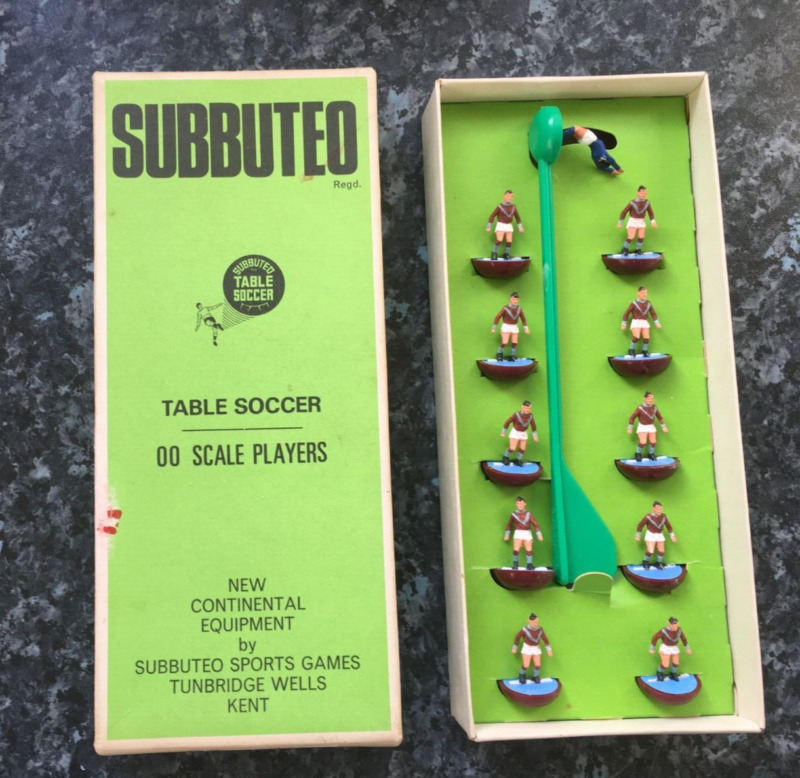 SUBBUTEO
Regd.
SUBBUTEO
TABLE
SOCCER
TABLE SOCCER
00 SCALE PLAYERS
NEW
CONTINENTAL
EQUIPMENT
by
SUBBUTEO SPORTS GAMES
TUNBRIDGE WELLS
KENT